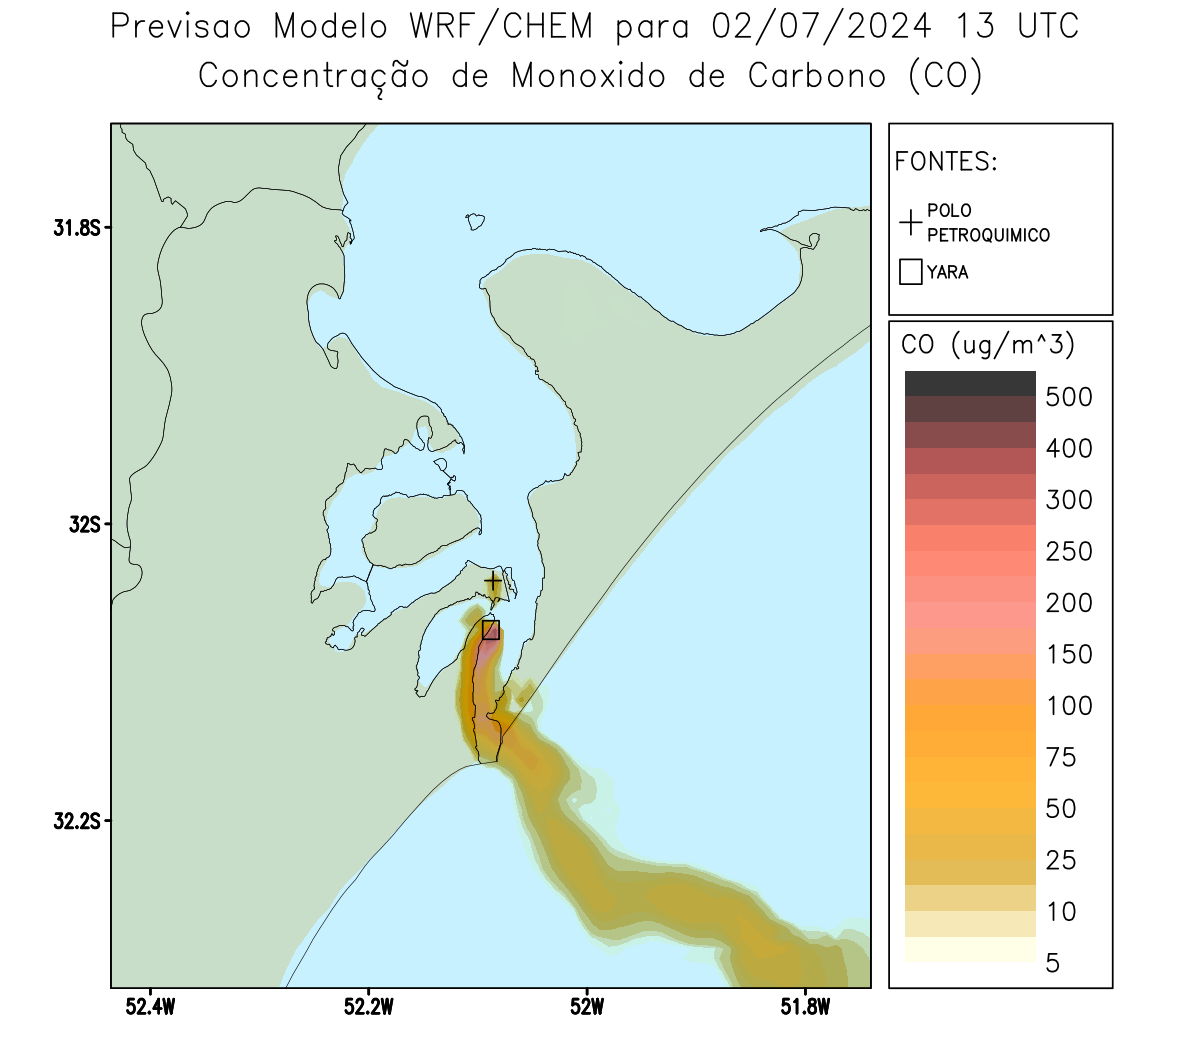 Previsao Modelo WRF/CHEM para 02/07/2024 13 UTC
Concentração de Monoxido de Carbono (CO)
FONTES:
POLO
PETROQUIMICO
YARA
CO (ug/m^3)
500
400
300
250
200
150
100
75
50
25
10
5
31.8S
32S
32.2S
52.4W
52.2W
52W
51.8W